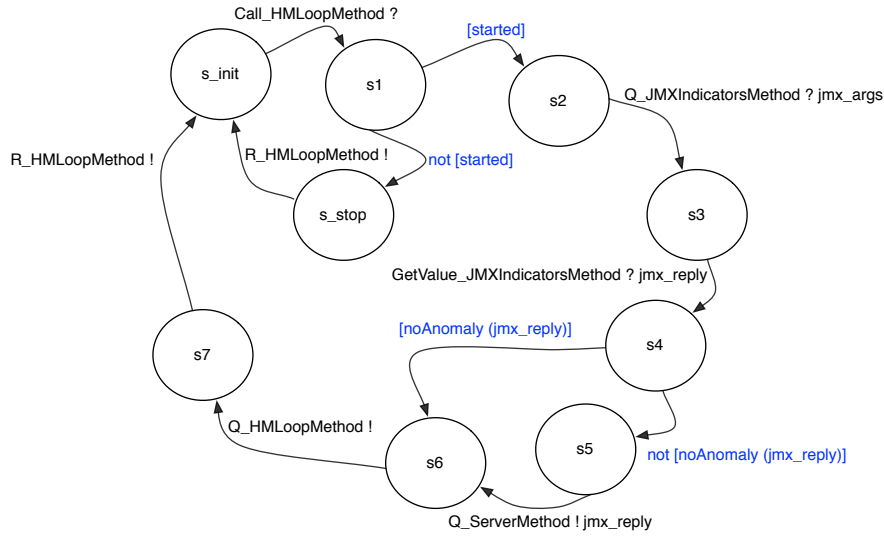 Call_HMLoopMethod ?
[started]
s_init
s1
s2
Q_JMXIndicatorsMethod ? jmx_args
R_HMLoopMethod !
R_HMLoopMethod !
not [started]
s_stop
s3
GetValue_JMXIndicatorsMethod ? jmx_reply
[noAnomaly (jmx_reply)]
s4
s7
Q_HMLoopMethod !
s6
s5
not [noAnomaly (jmx_reply)]
Q_ServerMethod ! jmx_reply